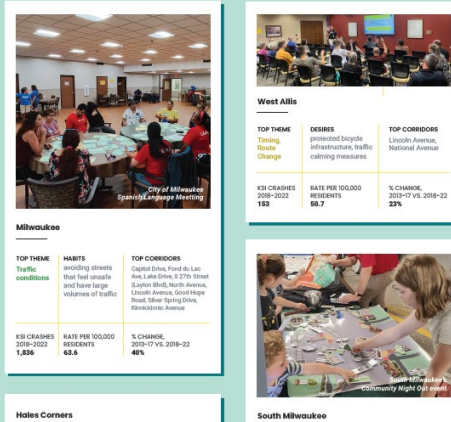 City of Milwaukee
Spanish Language Meeting
Milwaukee
TOP THEME
Traffic
conditions
HABITS
avoiding streets
that feel unsafe
and have large
volumes of traffic
TOP CORRIDORS
Capitol Drive, Fond du Lac
Ave, Lake Drive, S 27th Street
(Layton Blvd), North Avenue,
Lincoln Avenue, Good Hope
Road, Silver Spring Drive,
Kinnickinnic Avenue
KSI CRASHES
2018-2022
1,836
RATE PER 100,000
RESIDENTS
63.6
% CHANGE,
2013-17 VS. 2018-22
40%
Hales Corners
West Allis
TOP THEME
Timing,
Route
Change
DESIRES
protected bicycle
infrastructure, traffic
calming measures
TOP CORRIDORS
Lincoln Avenue,
National Avenue
KSI CRASHES
2018-2022
153
RATE PER 100,000
RESIDENTS
50.7
% CHANGE,
2013-17 VS. 2018-22
23%
South Milwaukee's
Community Night Out event
South Milwaukee